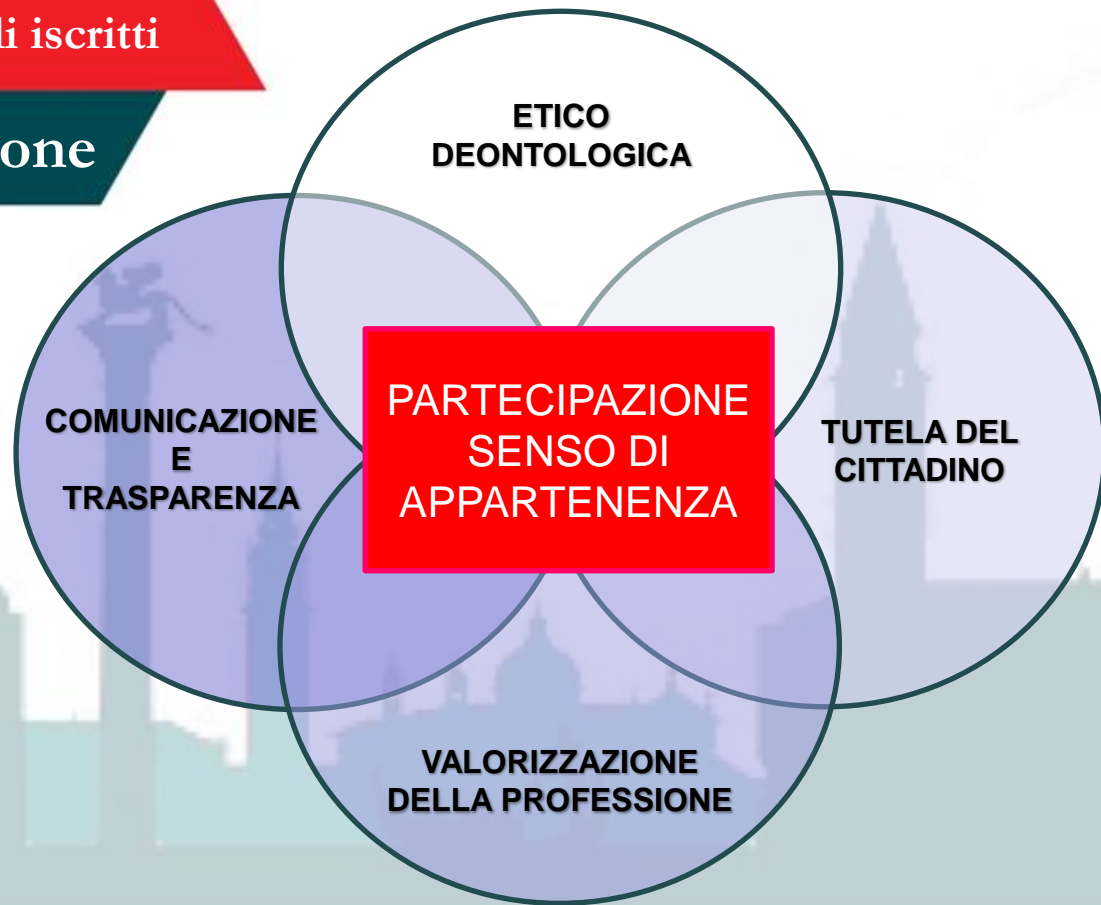 li iscritti
one
ETICO
DEONTOLOGICA
COMUNICAZIONE
E
TRASPARENZA
PARTECIPAZIONE
SENSO DI
APPARTENENZA
TUTELA DEL
CITTADINO
VALORIZZAZIONE
DELLA PROFESSIONE